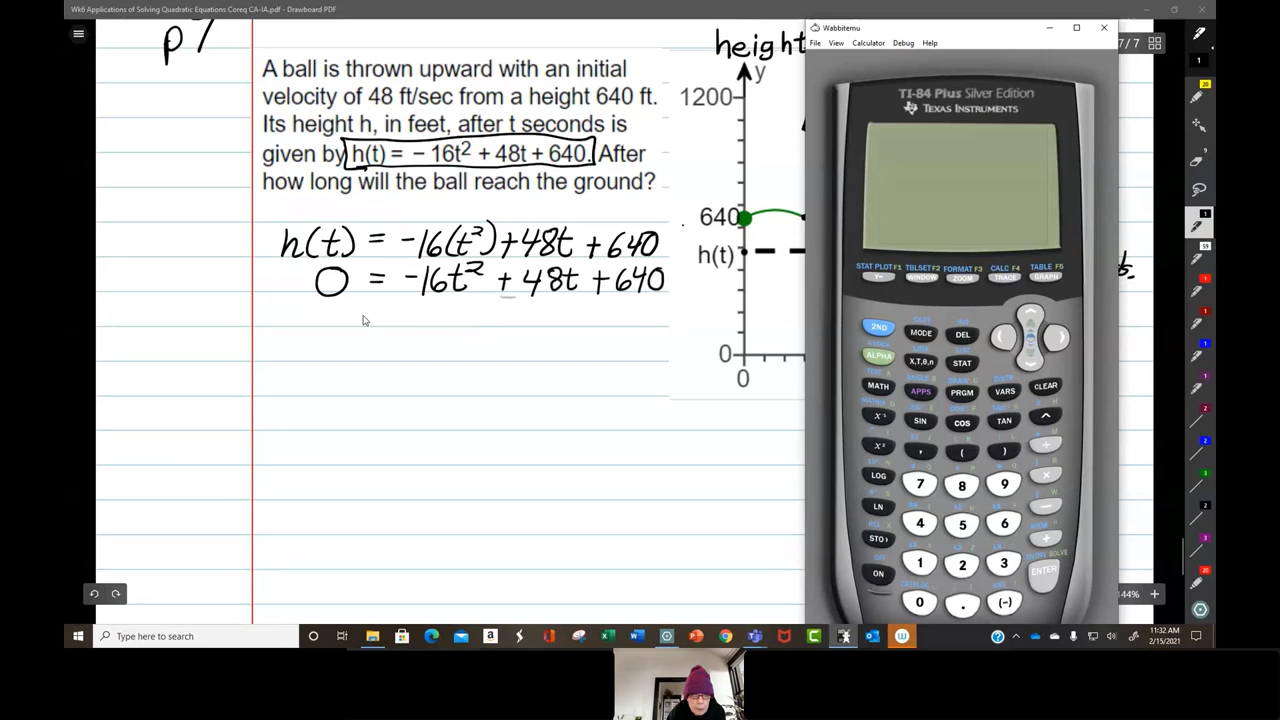 Wk6 Applications of Solving Quadratic Equations Coreq CA-IA.pdf - Drawboard PDF
A ball is thrown upward with an initial
velocity of 48 ft/sec from a height 640 ft.
Its height h, in feet, after t seconds is
given by h(t) = − 16t² + 48t + 640. After
how long will the ball reach the ground?
h(t) = -16(t²) + 48t + 640
0 = -16t² + 48t + 640
height
y
1200
640
h(t)
0
0
7/7
144%
Wabbitemu
File View Calculator Debug Help
TI-84 Plus Silver Edition
TEXAS INSTRUMENTS
STAT PLOT F1 TBLSET F2 FORMAT F3 CALC F4 TABLE F5
Y= WINDOW ZOOM TRACE GRAPH
2ND MODE DEL
ALPHA X,T,θ,n STAT
MATH APPS PRGM VARS CLEAR
x⁻¹ SIN COS TAN ^
x² , ( ) ÷
LOG 7 8 9 ×
LN 4 5 6 −
STO› 1 2 3 +
ON 0 . (−) ENTER
Type here to search
11:32 AM
2/15/2021